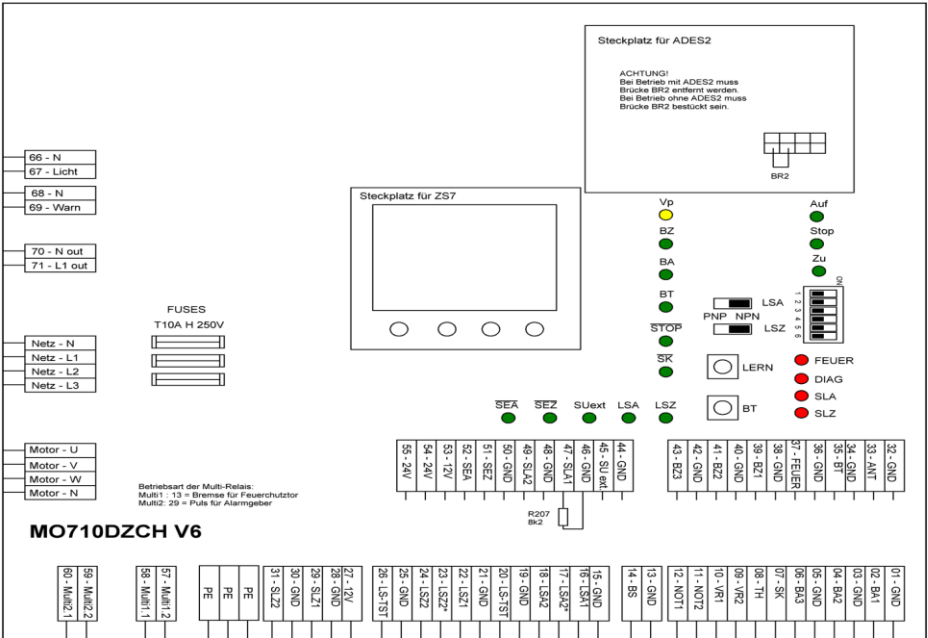 Steckplatz für ADES2
ACHTUNG!
Bei Betrieb mit ADES2 muss
Brücke BR2 entfernt werden.
Bei Betrieb ohne ADES2 muss
Brücke BR2 bestückt sein.
BR2
66 - N
67 - Licht
68 - N
69 - Warn
70 - N out
71 - L1 out
Netz - N
Netz - L1
Netz - L2
Netz - L3
Motor - U
Motor - V
Motor - W
Motor - N
FUSES
T10A H 250V
Steckplatz für ZS7
Vp
BZ
BA
BT
STOP
SK
Auf
Stop
Zu
ON
1
2
3
4
5
6
LSA
PNP NPN
LSZ
LERN
BT
FEUER
DIAG
SLA
SLZ
SEA
SEZ
SUext
LSA
LSZ
55 - 24V
54 - 24V
53 - 12V
52 - SEA
51 - SEZ
50 - GND
49 - SLA2
48 - GND
47 - SLA1
46 - GND
45 - SU ext.
44 - GND
43 - BZ3
42 - GND
41 - BZ2
40 - GND
39 - BZ1
38 - GND
37 - FEUER
36 - GND
35 - BT
34 - GND
33 - ANT
32 - GND
R207
8k2
Betriebsart der Multi-Relais:
Multi1 : 13 = Bremse für Feuerchutztor
Multi2: 29 = Puls für Alarmgeber
MO710DZCH V6
60 - Multi2.1
59 - Multi2.2
58 - Multi1.1
57 - Multi1.2
PE
PE
PE
31 - SLZ2
30 - GND
29 - SLZ1
28 - GND
27 - 12V
26 - LS-TST
25 - GND
24 - LSZ2
23 - LSZ2*
22 - LSZ1
21 - GND
20 - LS-TST
19 - GND
18 - LSA2
17 - LSA2*
16 - LSA1
15 - GND
14 - BS
13 - GND
12 - NOT1
11 - NOT2
10 - VR1
09 - VR2
08 - TH
07 - SK
06 - BA3
05 - GND
04 - BA2
03 - GND
02 - BA1
01 - GND